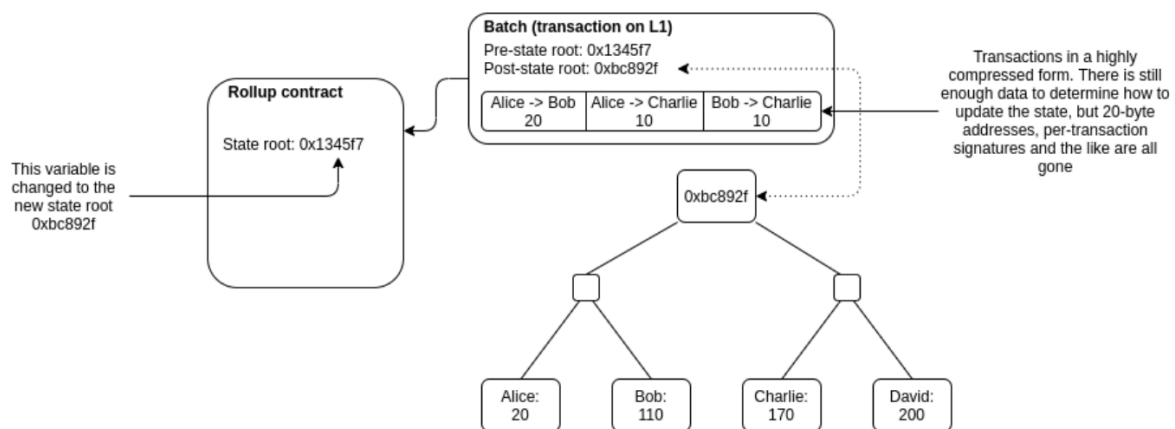 Batch (transaction on L1)
Pre-state root: 0x1345f7
Post-state root: 0xbc892f
Alice -> Bob
20
Alice -> Charlie
10
Bob -> Charlie
10
Transactions in a highly
compressed form. There is still
enough data to determine how to
update the state, but 20-byte
addresses, per-transaction
signatures and the like are all
gone
Rollup contract
State root: 0x1345f7
This variable is
changed to the
new state root
0xbc892f
0xbc892f
Alice:
20
Bob:
110
Charlie:
170
David:
200